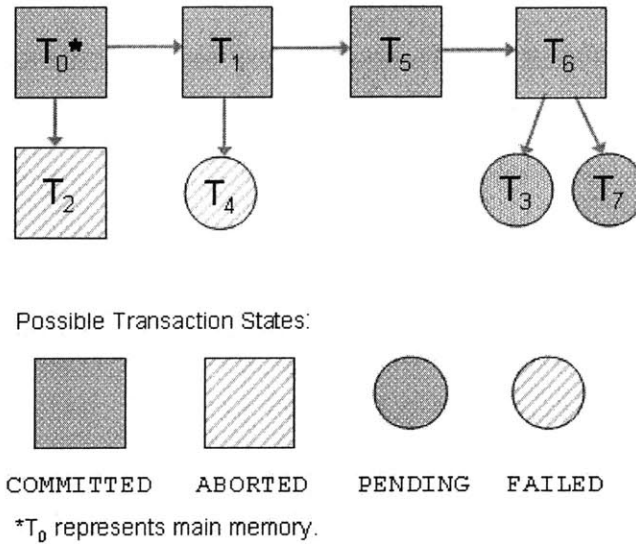 T0* T1 T5 T6
T2 T4 T3 T7
Possible Transaction States:
COMMITTED ABORTED PENDING FAILED
*T0 represents main memory.